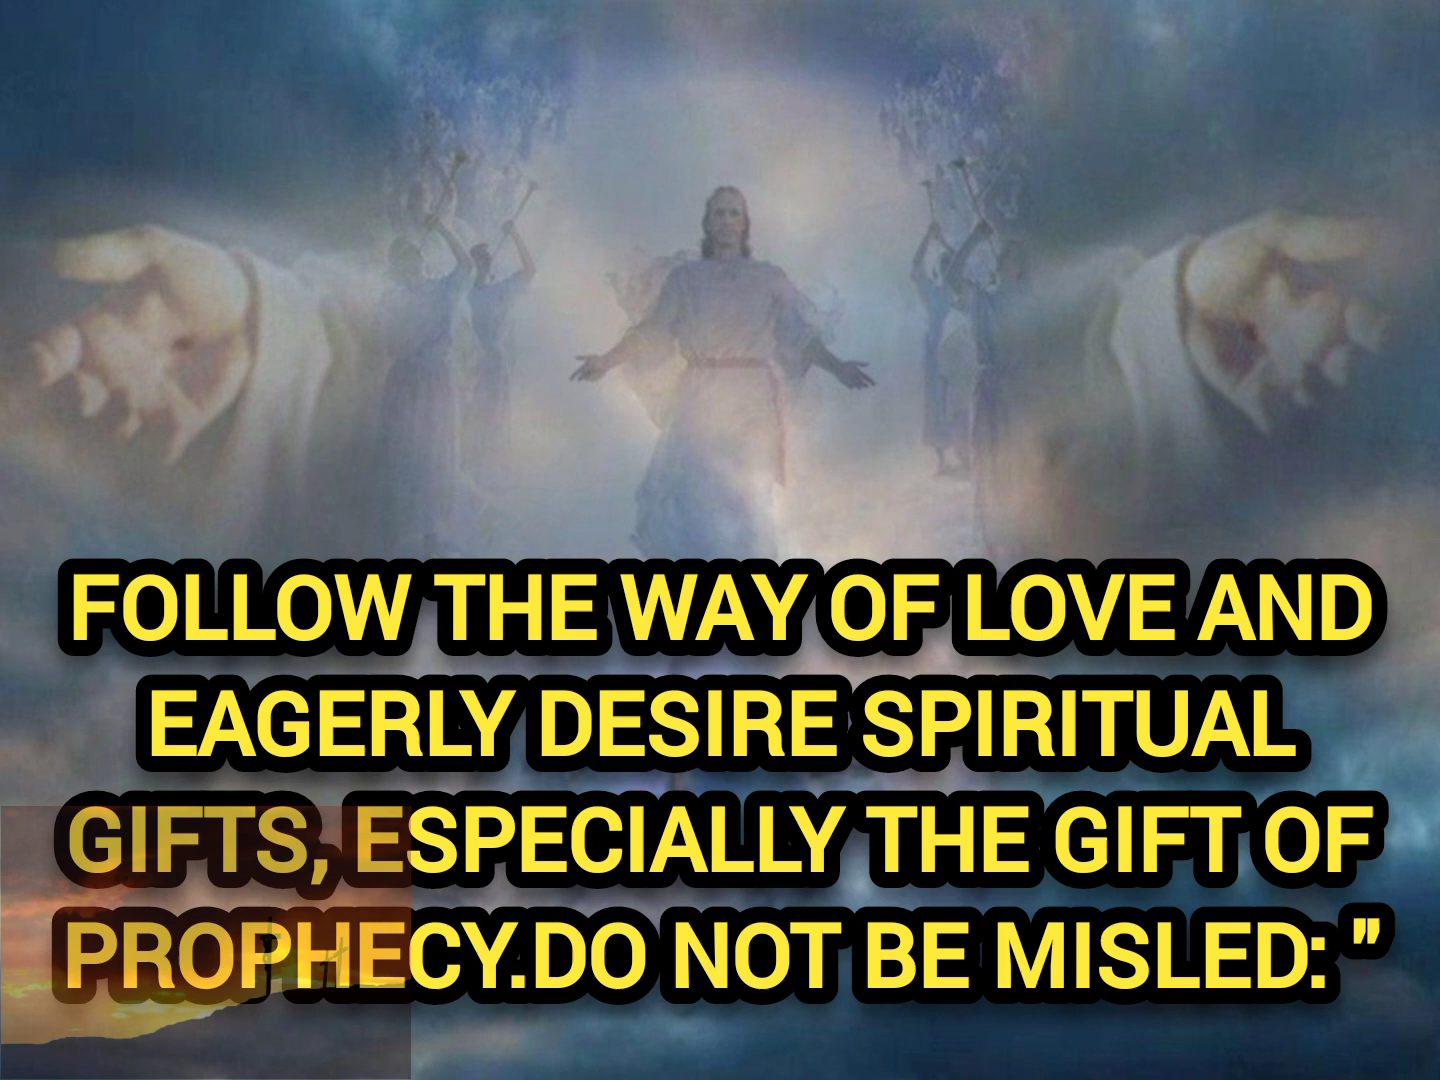 FOLLOW THE WAY OF LOVE AND
EAGERLY DESIRE SPIRITUAL
GIFTS, ESPECIALLY THE GIFT OF
PROPHECY.DO NOT BE MISLED: "